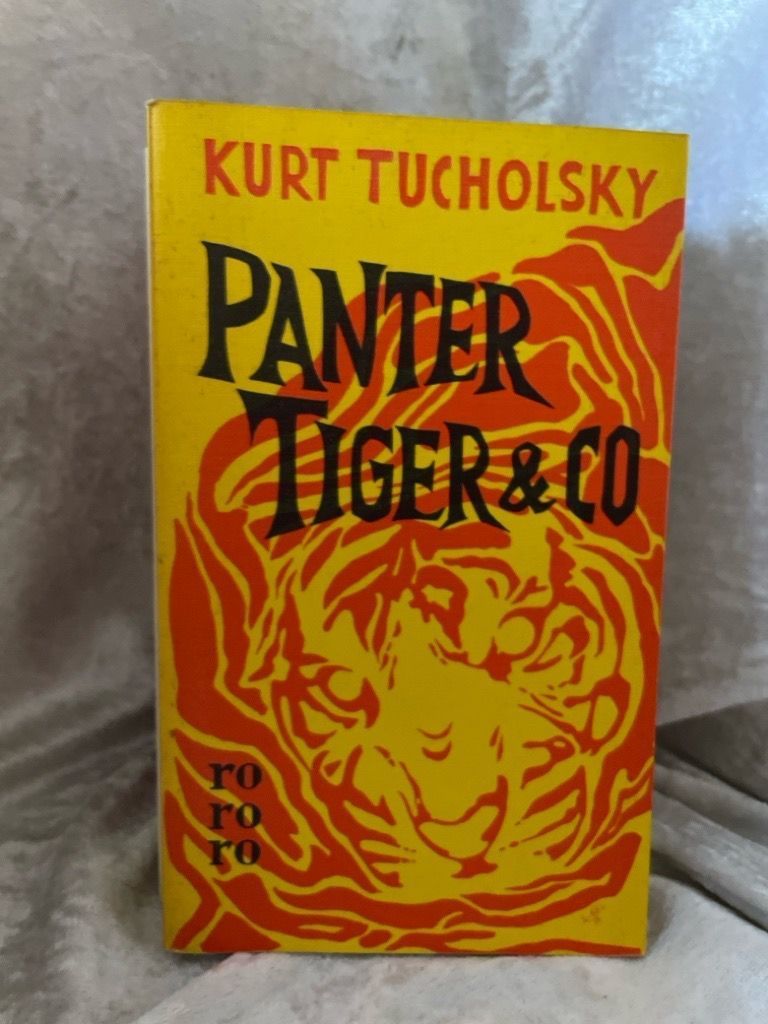 KURT TUCHOLSKY
PANTER
TIGER & CO
ro
ro
ro